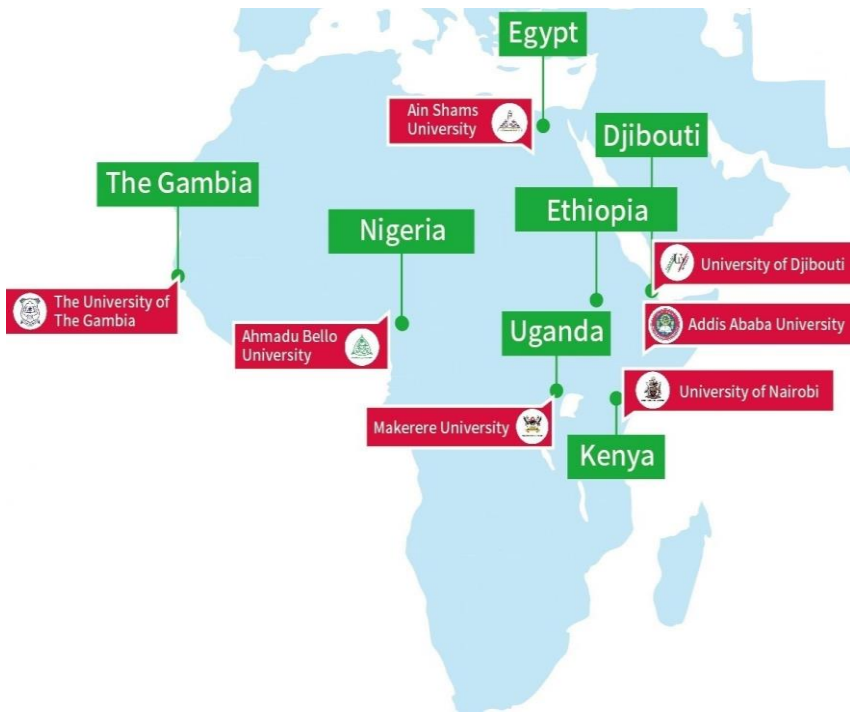 Egypt
Ain Shams
University
Djibouti
The Gambia
Ethiopia
Nigeria
University of Djibouti
The University of
The Gambia
Addis Ababa University
Uganda
Ahmadu Bello
University
University of Nairobi
Makerere University
Kenya